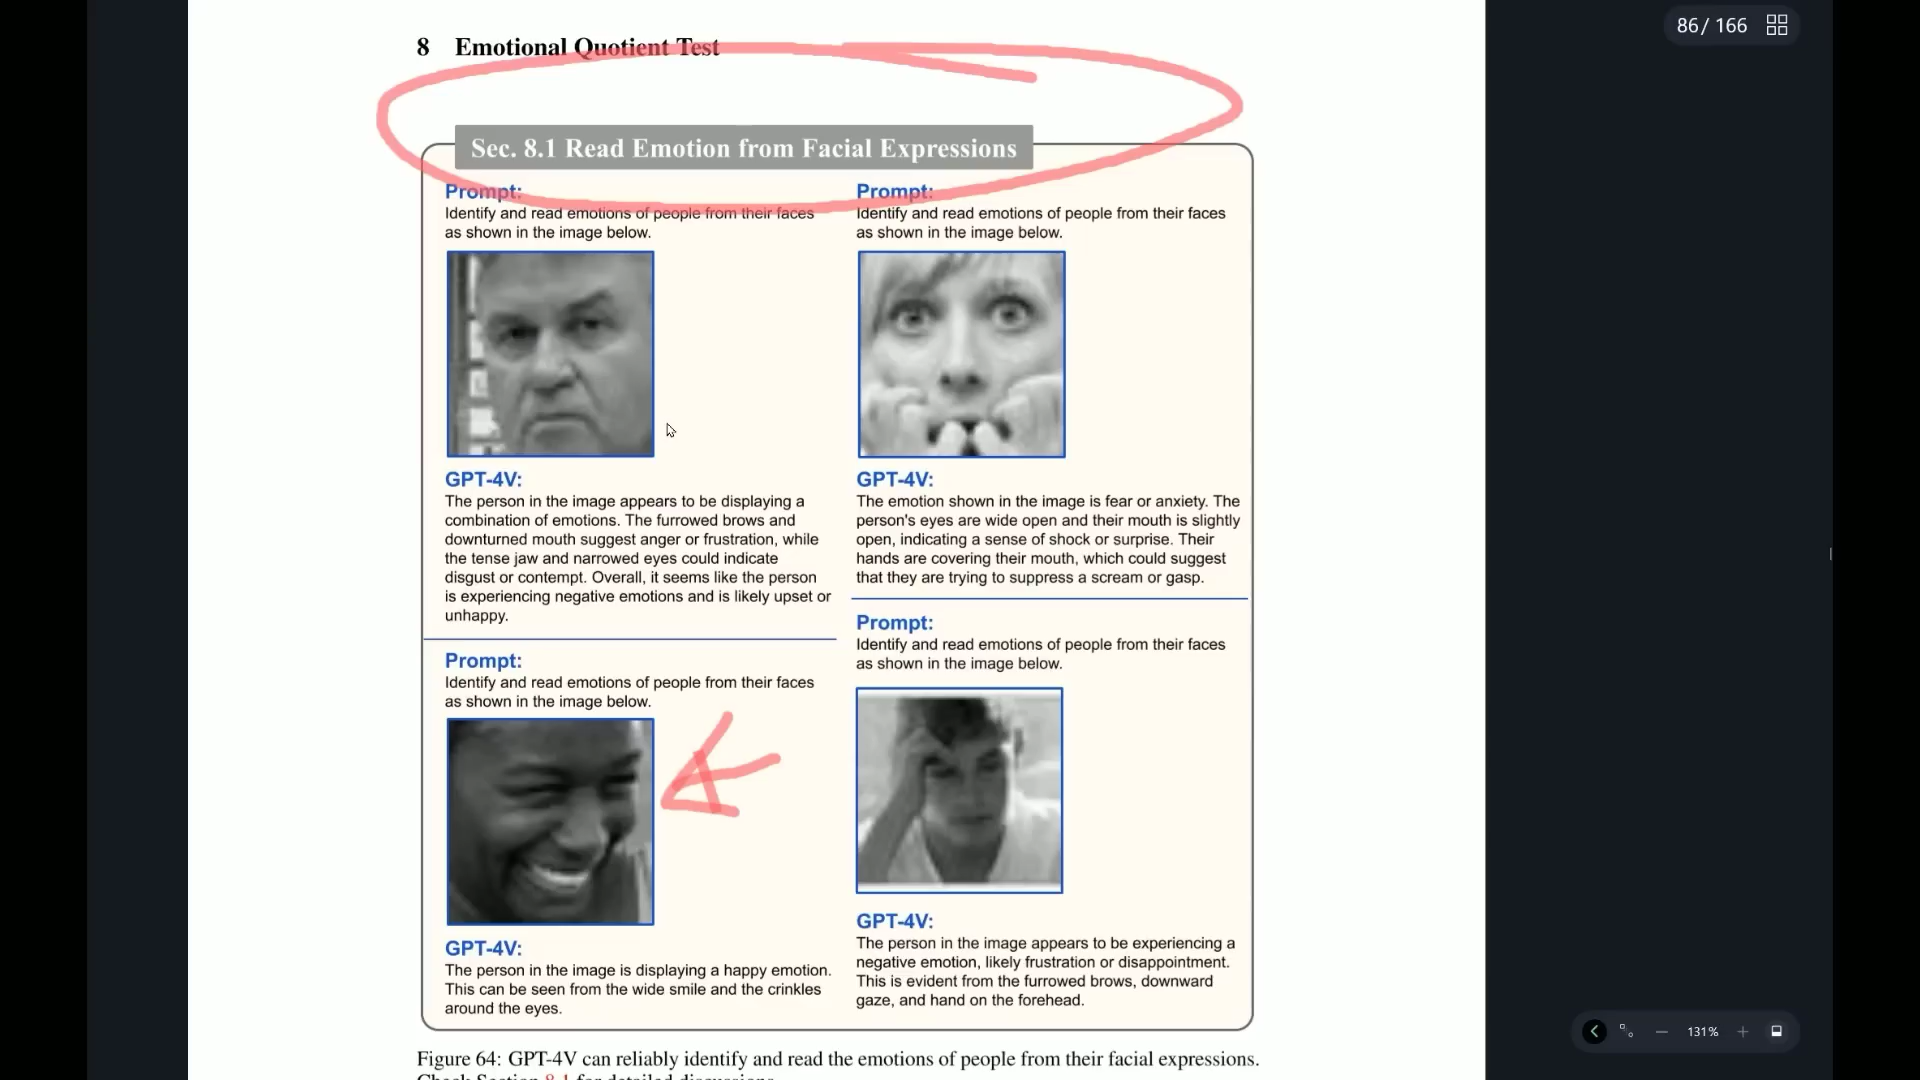 86/ 166
8 Emotional Quotient Test
Sec. 8.1 Read Emotion from Facial Expressions
Prompt:
Identify and read emotions of people from their faces
as shown in the image below.
GPT-4V:
The person in the image appears to be displaying a
combination of emotions. The furrowed brows and
downturned mouth suggest anger or frustration, while
the tense jaw and narrowed eyes could indicate
disgust or contempt. Overall, it seems like the person
is experiencing negative emotions and is likely upset or
unhappy.
Prompt:
Identify and read emotions of people from their faces
as shown in the image below.
GPT-4V:
The person in the image is displaying a happy emotion.
This can be seen from the wide smile and the crinkles
around the eyes.
Prompt:
Identify and read emotions of people from their faces
as shown in the image below.
GPT-4V:
The emotion shown in the image is fear or anxiety. The
person's eyes are wide open and their mouth is slightly
open, indicating a sense of shock or surprise. Their
hands are covering their mouth, which could suggest
that they are trying to suppress a scream or gasp.
Prompt:
Identify and read emotions of people from their faces
as shown in the image below.
GPT-4V:
The person in the image appears to be experiencing a
negative emotion, likely frustration or disappointment.
This is evident from the furrowed brows, downward
gaze, and hand on the forehead.
Figure 64: GPT-4V can reliably identify and read the emotions of people from their facial expressions.
Check Section 8.1 for detailed discussions.
131%